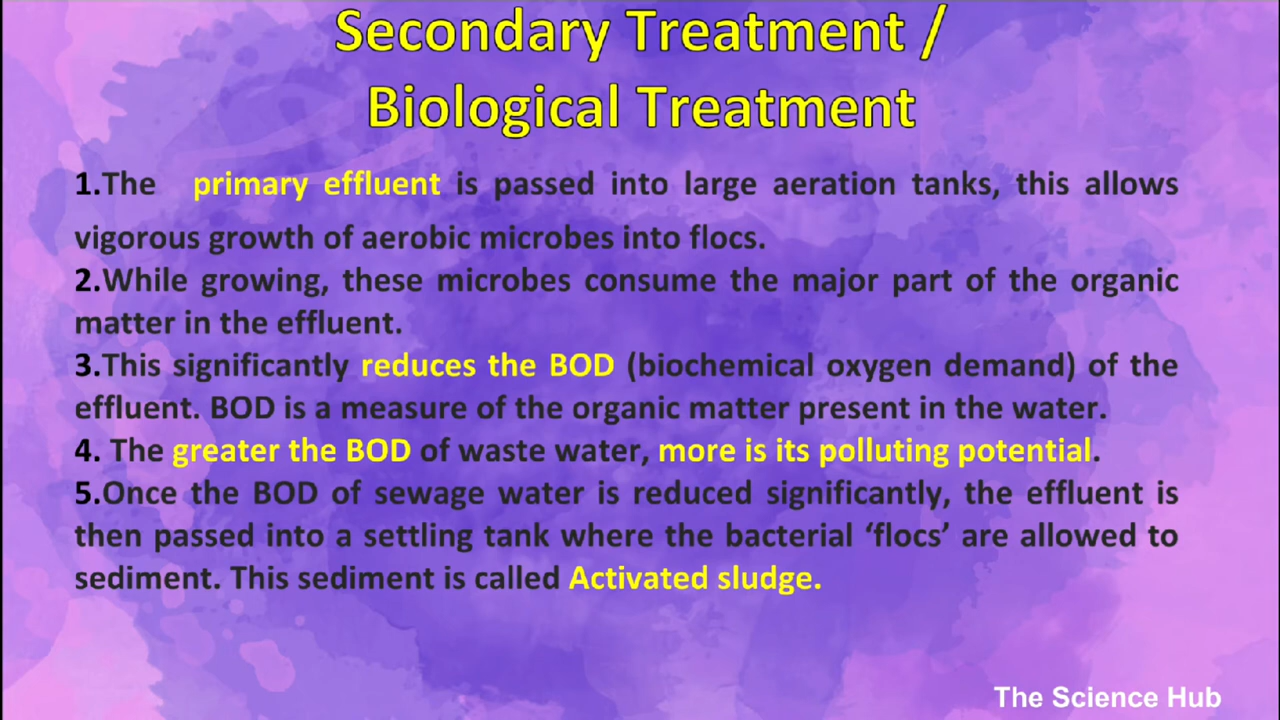 Secondary Treatment /
Biological Treatment
1.The primary effluent is passed into large aeration tanks, this allows
vigorous growth of aerobic microbes into flocs.
2.While growing, these microbes consume the major part of the organic
matter in the effluent.
3.This significantly reduces the BOD (biochemical oxygen demand) of the
effluent. BOD is a measure of the organic matter present in the water.
4. The greater the BOD of waste water, more is its polluting potential.
5.Once the BOD of sewage water is reduced significantly, the effluent is
then passed into a settling tank where the bacterial ‘flocs’ are allowed to
sediment. This sediment is called Activated sludge.
The Science Hub